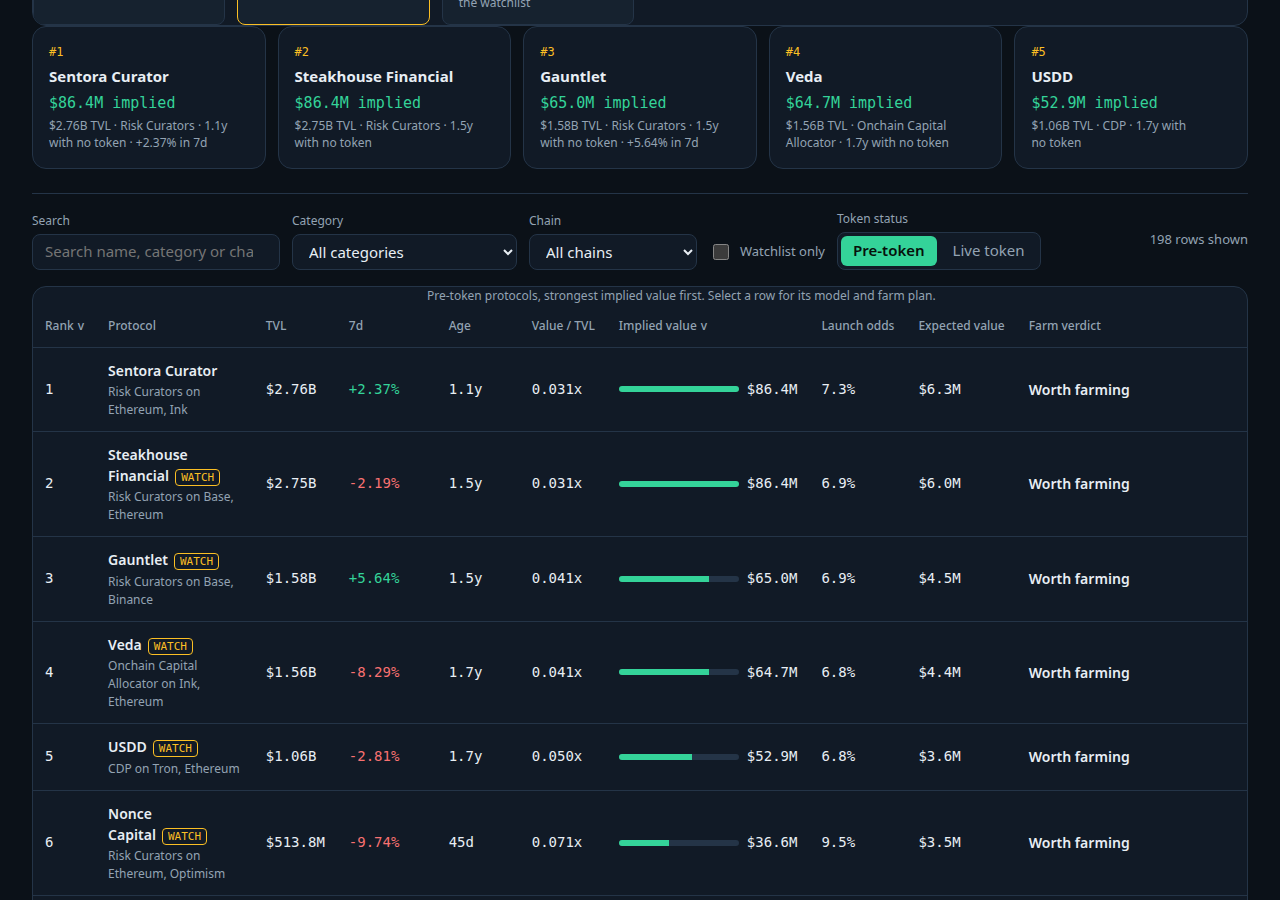 the watchlist
#1
Sentora Curator
$86.4M implied
$2.76B TVL · Risk Curators · 1.1y
with no token · +2.37% in 7d
#2
Steakhouse Financial
$86.4M implied
$2.75B TVL · Risk Curators · 1.5y
with no token
#3
Gauntlet
$65.0M implied
$1.58B TVL · Risk Curators · 1.5y
with no token · +5.64% in 7d
#4
Veda
$64.7M implied
$1.56B TVL · Onchain Capital
Allocator · 1.7y with no token
#5
USDD
$52.9M implied
$1.06B TVL · CDP · 1.7y with
no token
Search
Search name, category or cha
Category
All categories
Chain
All chains
Watchlist only
Token status
Pre-token Live token
198 rows shown
Pre-token protocols, strongest implied value first. Select a row for its model and farm plan.
Rank v Protocol TVL 7d Age Value / TVL Implied value v Launch odds Expected value Farm verdict
1 Sentora Curator $2.76B +2.37% 1.1y 0.031x $86.4M 7.3% $6.3M Worth farming
Risk Curators on
Ethereum, Ink
2 Steakhouse $2.75B -2.19% 1.5y 0.031x $86.4M 6.9% $6.0M Worth farming
Financial WATCH
Risk Curators on Base,
Ethereum
3 Gauntlet WATCH $1.58B +5.64% 1.5y 0.041x $65.0M 6.9% $4.5M Worth farming
Risk Curators on Base,
Binance
4 Veda WATCH $1.56B -8.29% 1.7y 0.041x $64.7M 6.8% $4.4M Worth farming
Onchain Capital
Allocator on Ink,
Ethereum
5 USDD WATCH $1.06B -2.81% 1.7y 0.050x $52.9M 6.8% $3.6M Worth farming
CDP on Tron, Ethereum
6 Nonce $513.8M -9.74% 45d 0.071x $36.6M 9.5% $3.5M Worth farming
Capital WATCH
Risk Curators on
Ethereum, Optimism